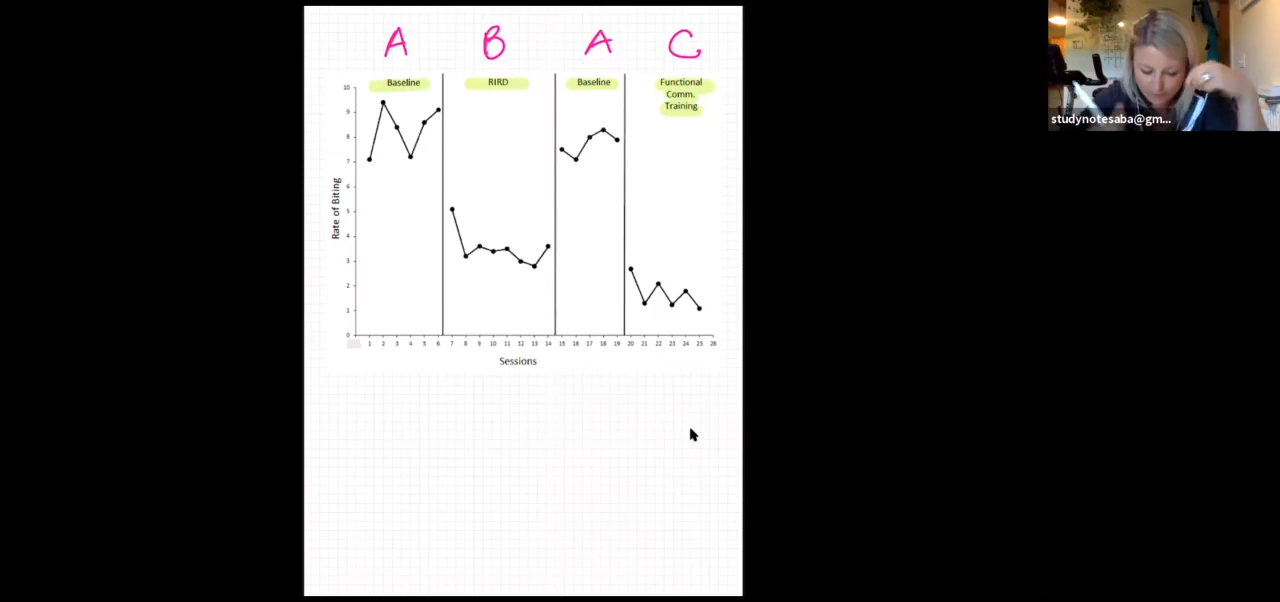 A B A C
studynotesaba@gm...
Baseline RIRD Baseline Functional
Comm.
Training
10
9
8
7
6
5
4
3
2
1
0
Rate of Biting
1 2 3 4 5 6 7 8 9 10 11 12 13 14 15 16 17 18 19 20 21 22 23 24 25 26
Sessions